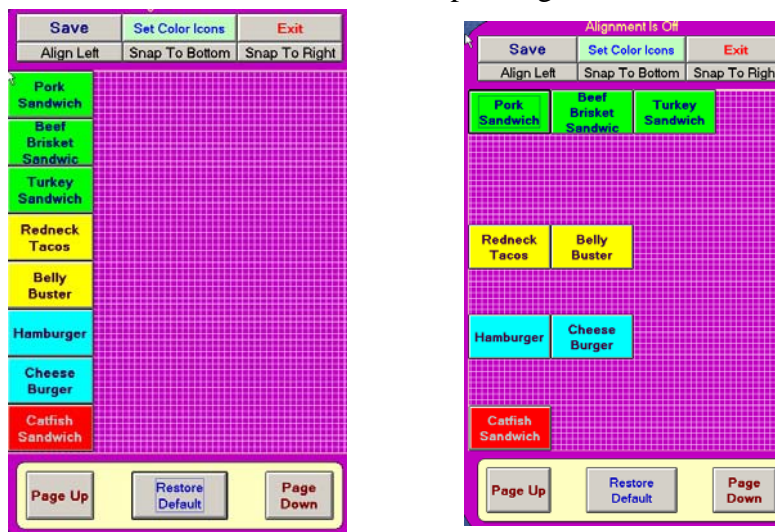 Save Set Color Icons Exit
Align Left Snap To Bottom Snap To Right
Pork
Sandwich
Beef
Brisket
Sandwic
Turkey
Sandwich
Redneck
Tacos
Belly
Buster
Hamburger
Cheese
Burger
Catfish
Sandwich
Page Up
Restore
Default
Page
Down
Alignment Is Off
Save Set Color Icons Exit
Align Left Snap To Bottom Snap To Righ
Pork
Sandwich
Beef
Brisket
Sandwic
Turkey
Sandwich
Redneck
Tacos
Belly
Buster
Hamburger
Cheese
Burger
Catfish
Sandwich
Page Up
Restore
Default
Page
Down